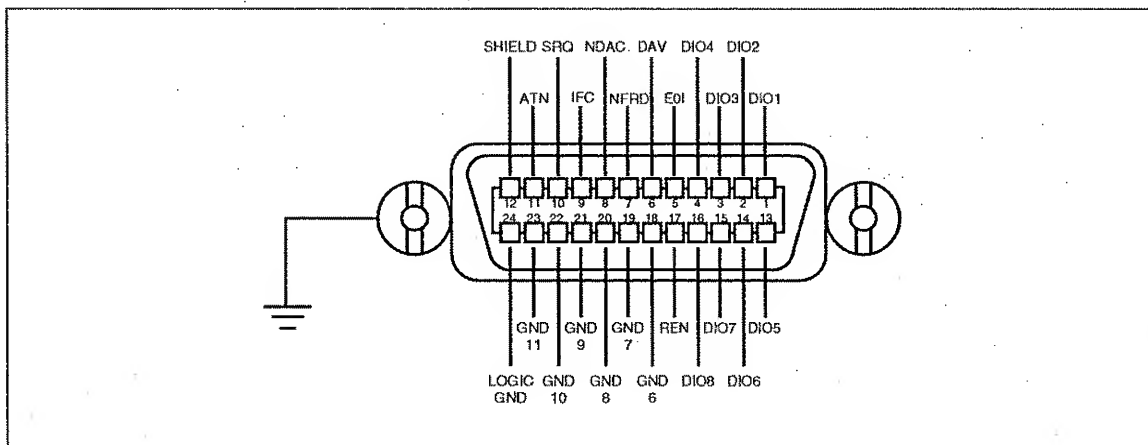 SHIELD SRQ NDAC. DAV DIO4 DIO2
ATN IFC NFRD EOI DIO3 DIO1
12 11 10 9 8 7 6 5 4 3 2 1
24 23 22 21 20 19 18 17 16 15 14 13
GND 11 GND 9 GND 7 REN DIO7 DIO5
LOGIC GND GND 10 GND 8 GND 6 DIO8 DIO6